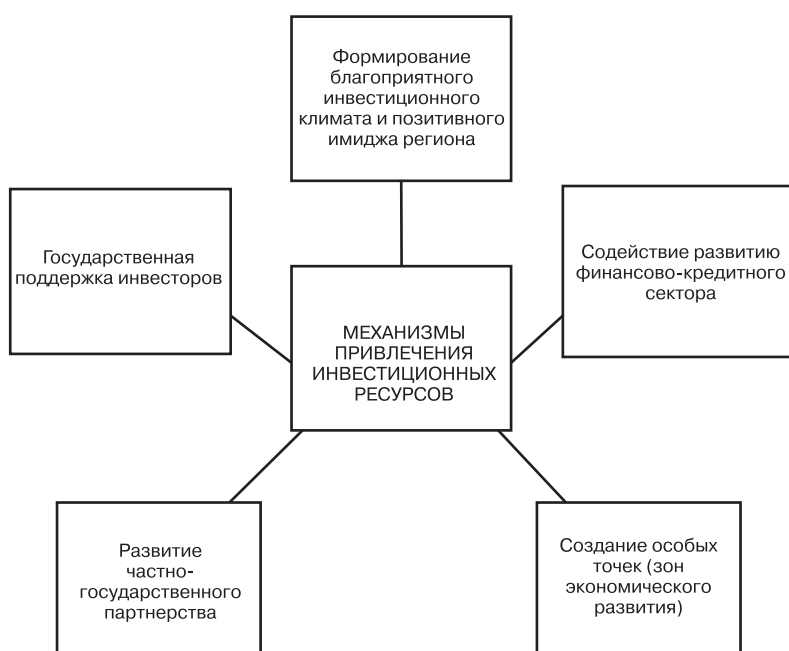 Формирование
благоприятного
инвестиционного
климата и позитивного
имиджа региона
Государственная
поддержка инвесторов
Содействие развитию
финансово-кредитного
сектора
МЕХАНИЗМЫ
ПРИВЛЕЧЕНИЯ
ИНВЕСТИЦИОННЫХ
РЕСУРСОВ
Развитие
частно-
государственного
партнерства
Создание особых
точек (зон
экономического
развития)